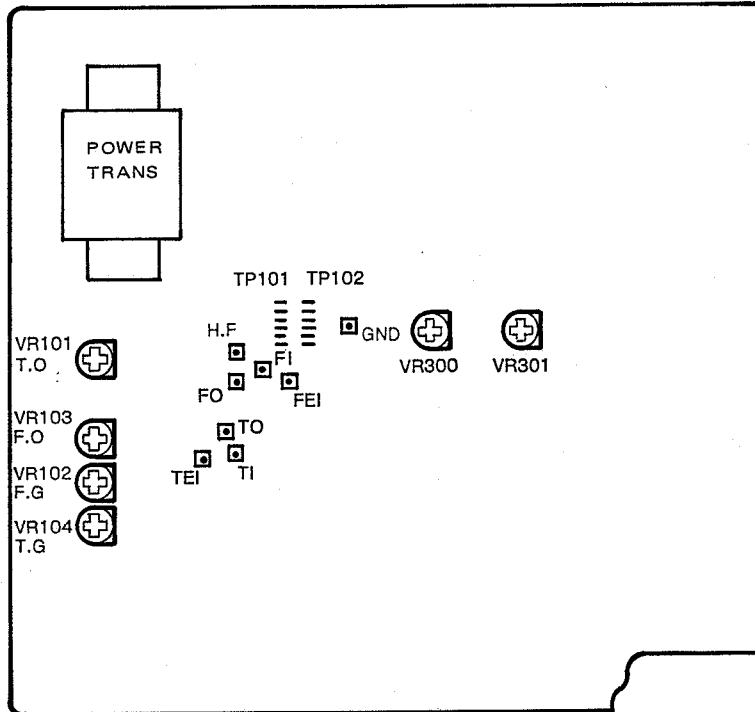 POWER
TRANS
TP101 TP102
GND
H.F
FI
FO
FEI
VR300
VR301
VR101
T.O
VR103
F.O
VR102
F.G
VR104
T.G
TO
TEI
TI